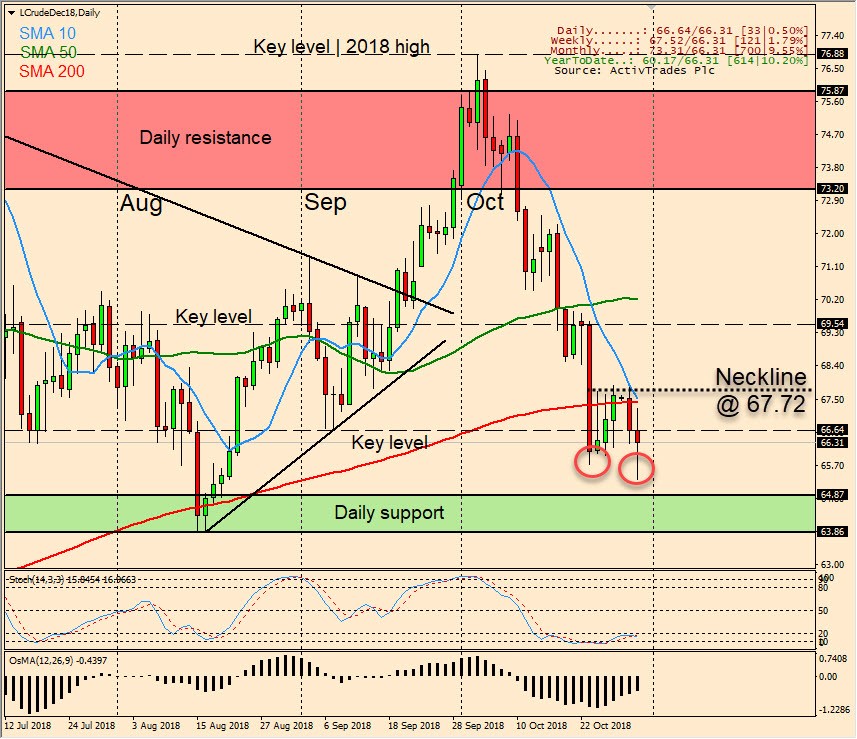 LCrudeDec18,Daily
SMA 10
SMA 50
SMA 200
Key level | 2018 high
Daily......: 66.64/66.31 [33|0.50%]
Weekly......: 67.52/66.31 [121|1.79%]
Monthly....: 73.31/66.31 [700|9.55%]
YearToDate..: 60.17/66.31 [614|10.20%]
Source: ActivTrades Plc
Daily resistance
Aug
Sep
Oct
Key level
Neckline
@ 67.72
Key level
Daily support
77.40
76.88
76.50
75.87
75.60
74.70
73.80
73.20
72.90
72.00
71.10
70.20
69.54
69.30
68.40
67.50
66.64
66.31
65.70
64.87
63.86
63.00
Stoch(14,3,3) 15.8454 16.0663
100
90
80
50
20
10
OsMA(12,26,9) -0.4397
0.7408
0.00
-1.2286
12 Jul 2018
24 Jul 2018
3 Aug 2018
15 Aug 2018
27 Aug 2018
6 Sep 2018
18 Sep 2018
28 Sep 2018
10 Oct 2018
22 Oct 2018